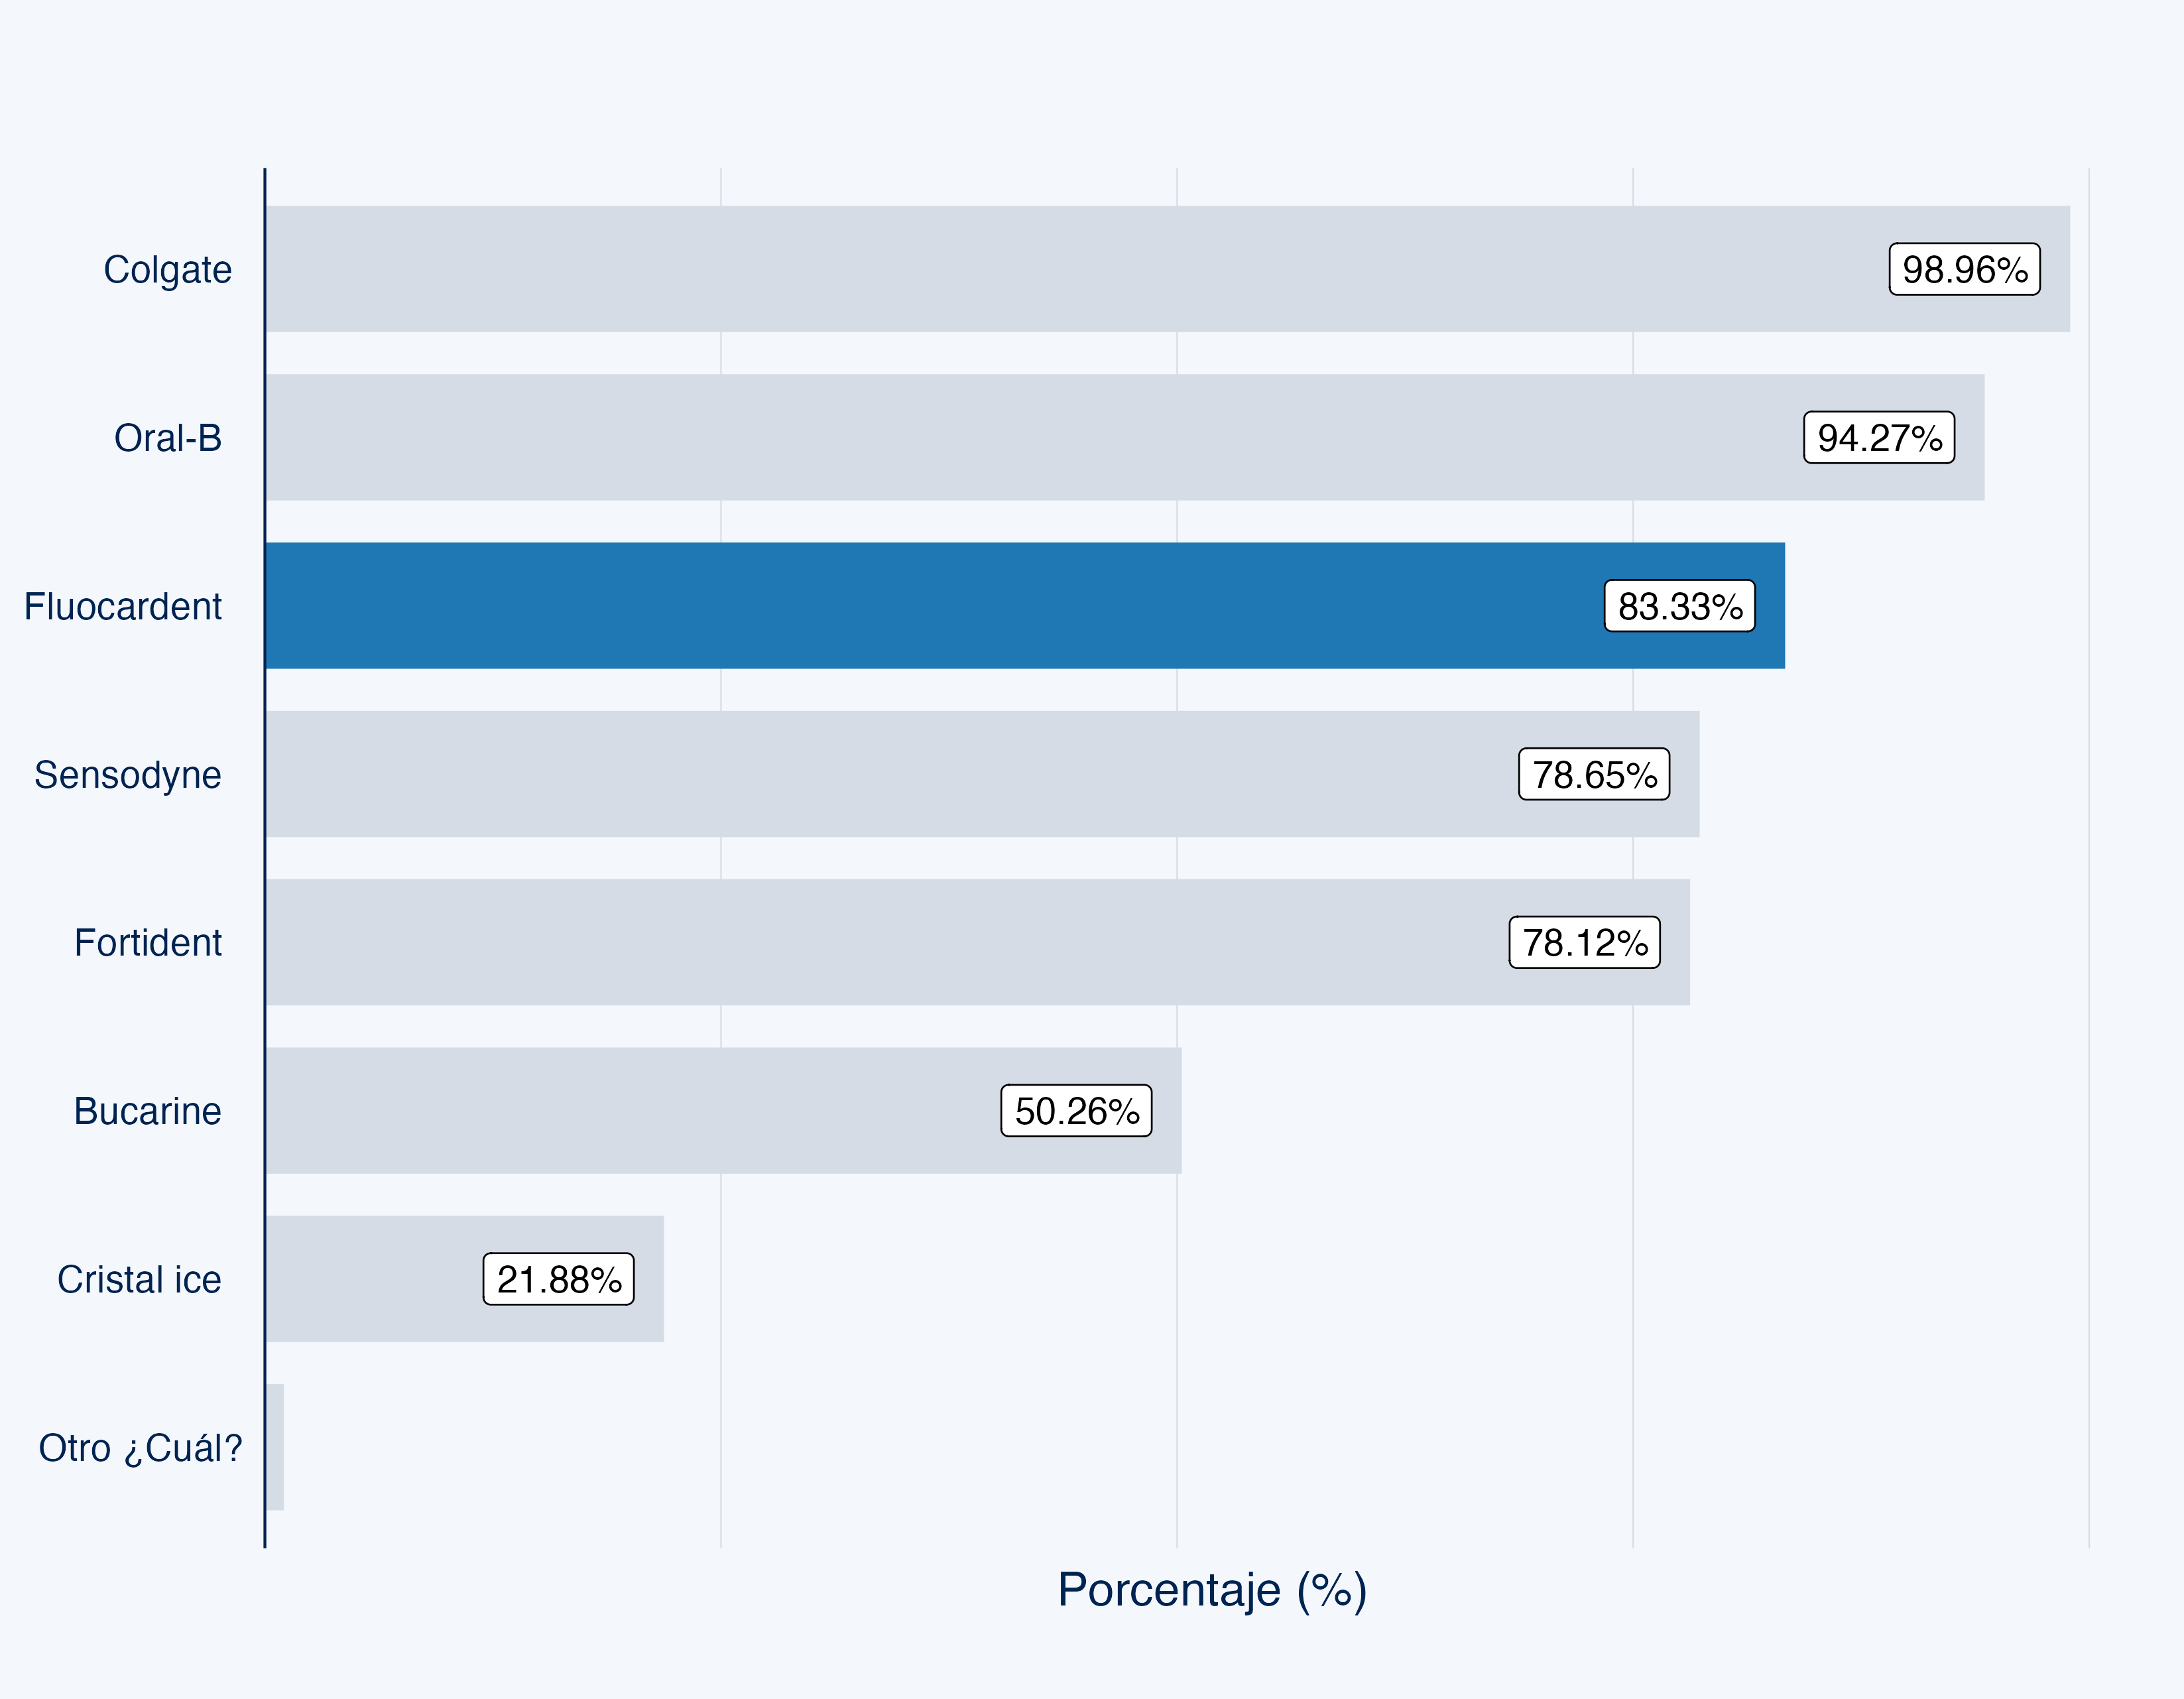 Colgate 98.96%
Oral-B 94.27%
Fluocardent 83.33%
Sensodyne 78.65%
Fortident 78.12%
Bucarine 50.26%
Cristal ice 21.88%
Otro ¿Cuál?
Porcentaje (%)